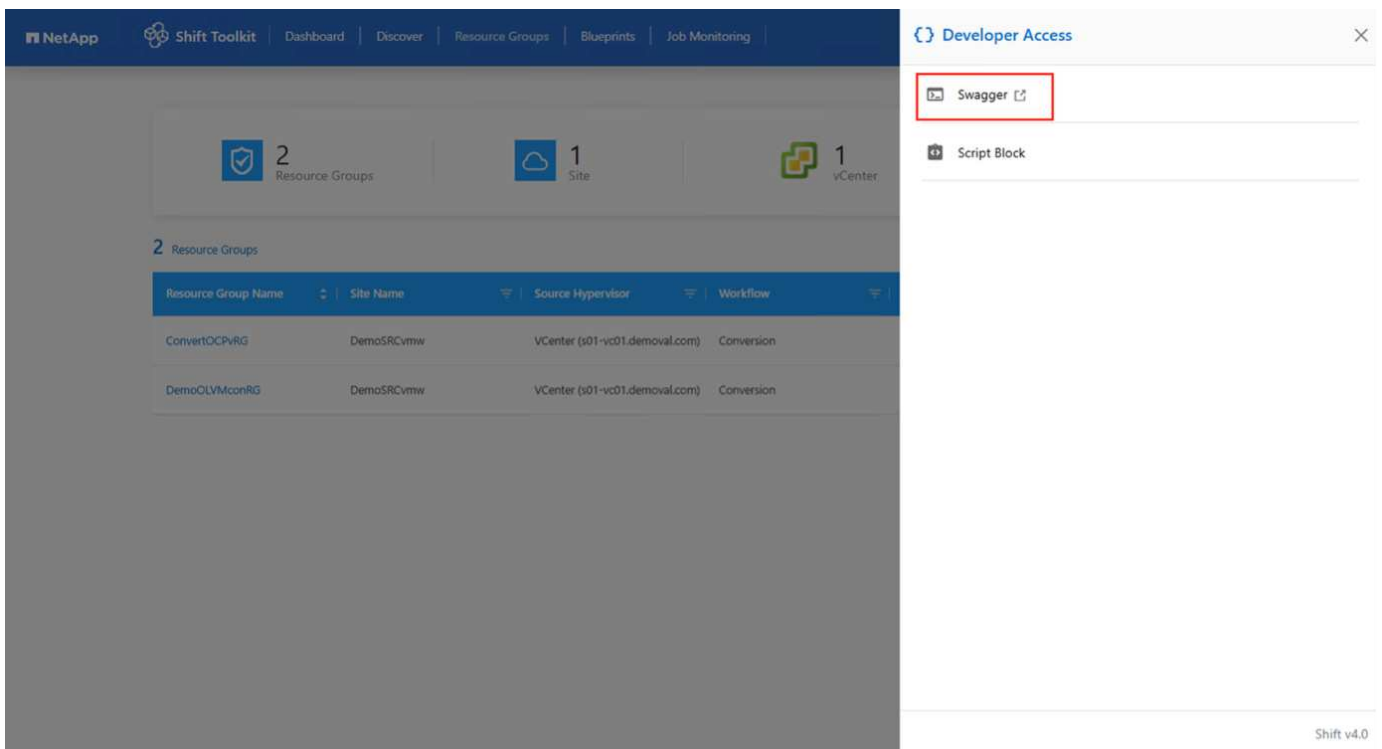 NetApp Shift Toolkit Dashboard Discover Resource Groups Blueprints Job Monitoring
{} Developer Access
Swagger
Script Block
2 Resource Groups
1 Site
1 vCenter
2 Resource Groups
Resource Group Name Site Name Source Hypervisor Workflow
ConvertOCPvRG DemoSRCvmw VCenter (s01-vc01.demoval.com) Conversion
DemoOLVMconRG DemoSRCvmw VCenter (s01-vc01.demoval.com) Conversion
Shift v4.0